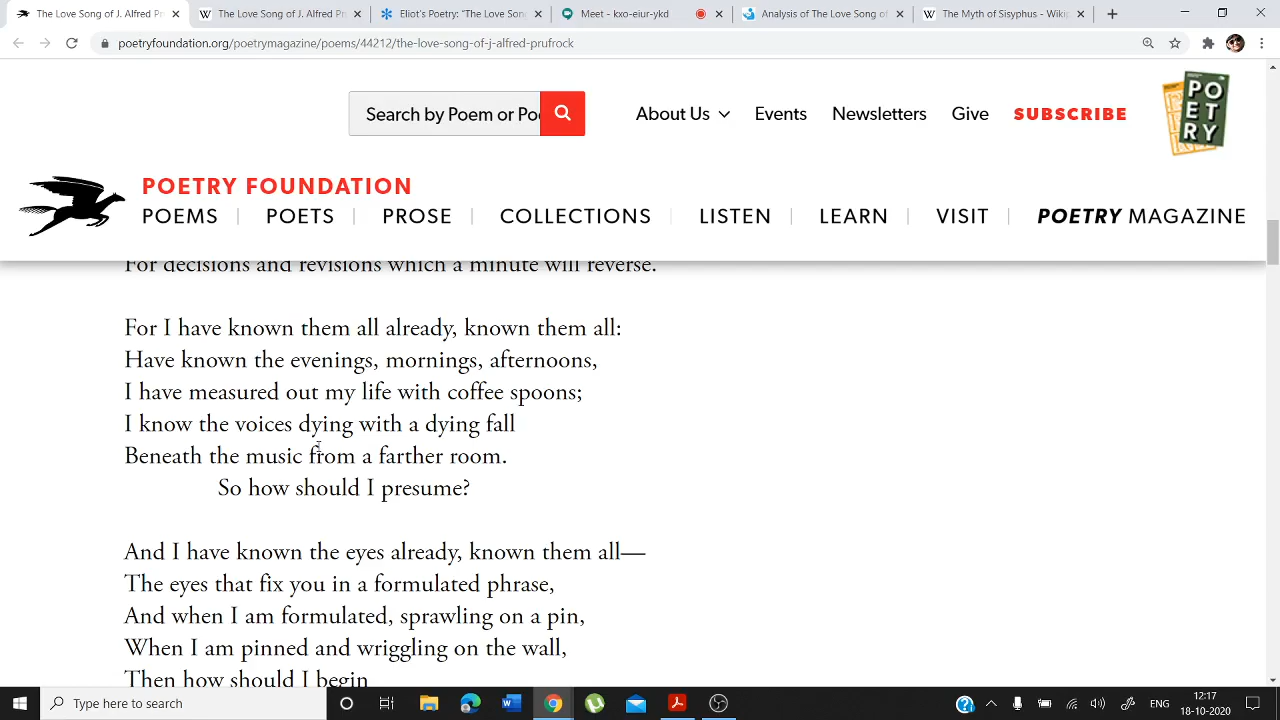 The Love Song of J. Alfred Pr
The Love Song of J. Alfred Pr
Eliot's Poetry: "The Love Song
Meet - kxo-eiur-ykd
Analysis of The Love Song of
The Myth of Sisyphus - Wikip
poetryfoundation.org/poetrymagazine/poems/44212/the-love-song-of-j-alfred-prufrock
Search by Poem or Poe
About Us
Events
Newsletters
Give
SUBSCRIBE
PO
ET
RY
POETRY FOUNDATION
POEMS
POETS
PROSE
COLLECTIONS
LISTEN
LEARN
VISIT
POETRY MAGAZINE
For decisions and revisions which a minute will reverse.
For I have known them all already, known them all:
Have known the evenings, mornings, afternoons,
I have measured out my life with coffee spoons;
I know the voices dying with a dying fall
Beneath the music from a farther room.
So how should I presume?
And I have known the eyes already, known them all—
The eyes that fix you in a formulated phrase,
And when I am formulated, sprawling on a pin,
When I am pinned and wriggling on the wall,
Then how should I begin
Type here to search
ENG
12:17
18-10-2020